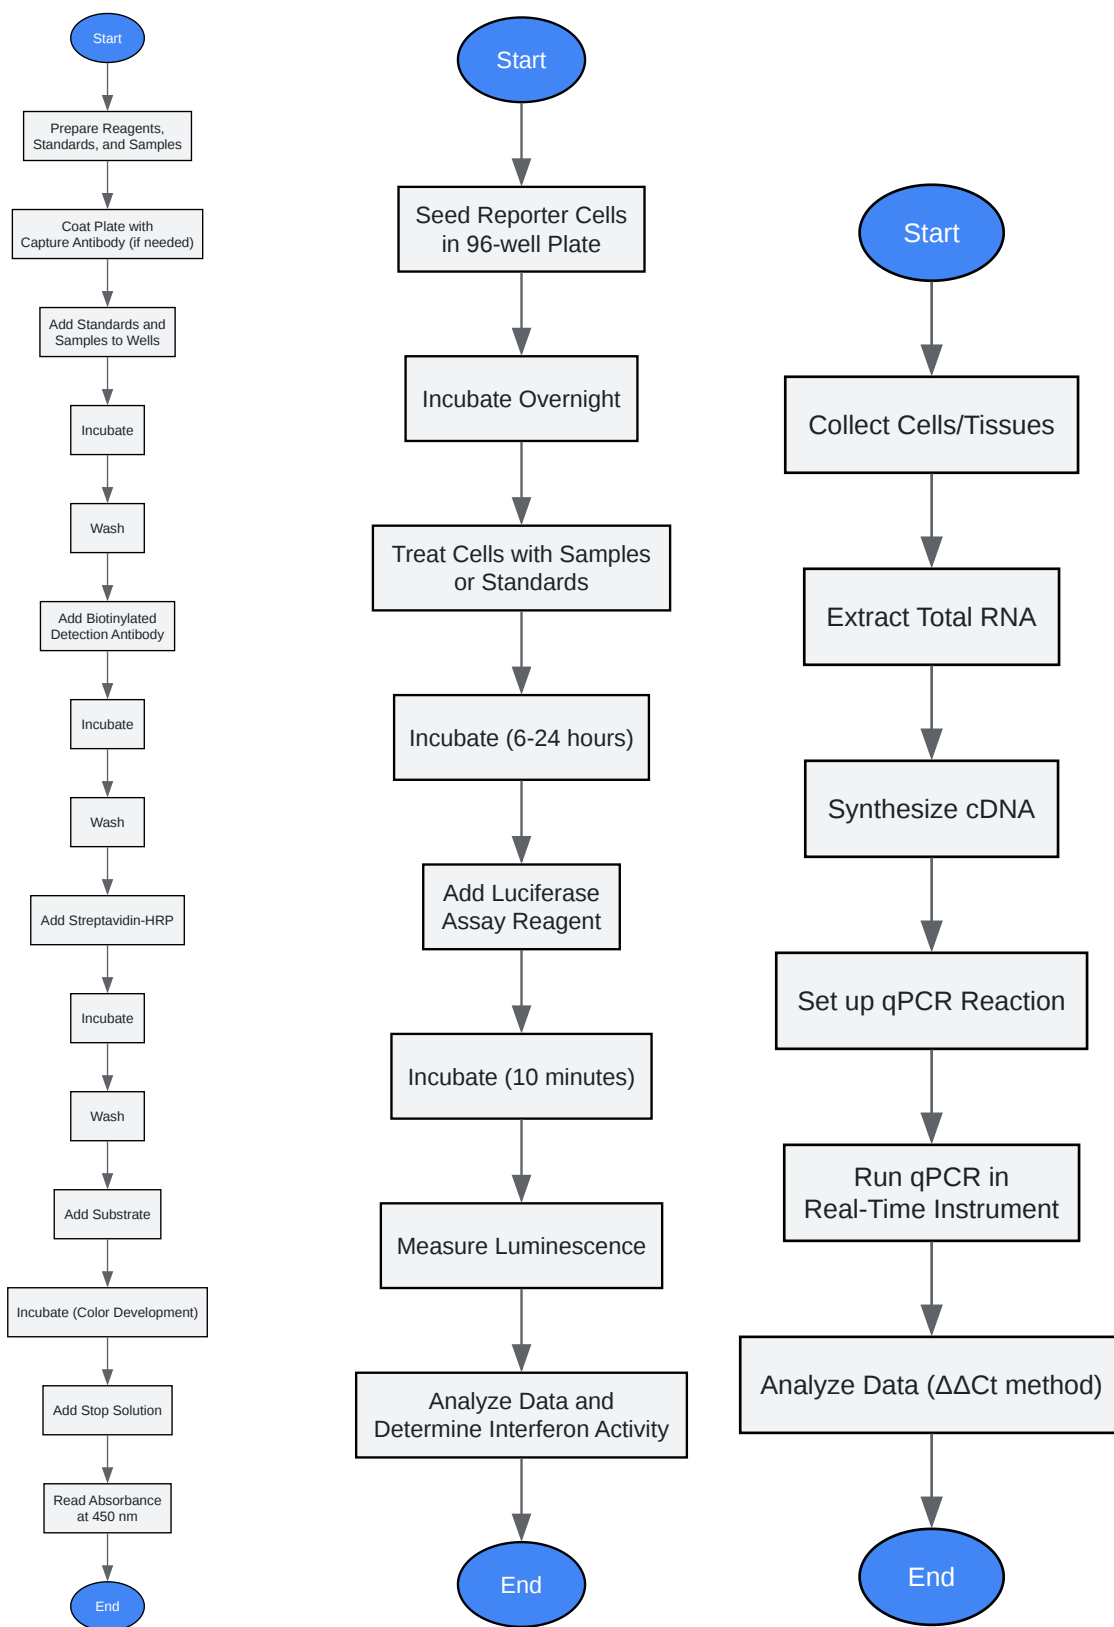 Start
Prepare Reagents,
Standards, and Samples
Coat Plate with
Capture Antibody (if needed)
Add Standards and
Samples to Wells
Incubate
Wash
Add Biotinylated
Detection Antibody
Incubate
Wash
Add Streptavidin-HRP
Incubate
Wash
Add Substrate
Incubate (Color Development)
Add Stop Solution
Read Absorbance
at 450 nm
End
Start
Seed Reporter Cells
in 96-well Plate
Incubate Overnight
Treat Cells with Samples
or Standards
Incubate (6-24 hours)
Add Luciferase
Assay Reagent
Incubate (10 minutes)
Measure Luminescence
Analyze Data and
Determine Interferon Activity
End
Start
Collect Cells/Tissues
Extract Total RNA
Synthesize cDNA
Set up qPCR Reaction
Run qPCR in
Real-Time Instrument
Analyze Data (ΔΔCt method)
End